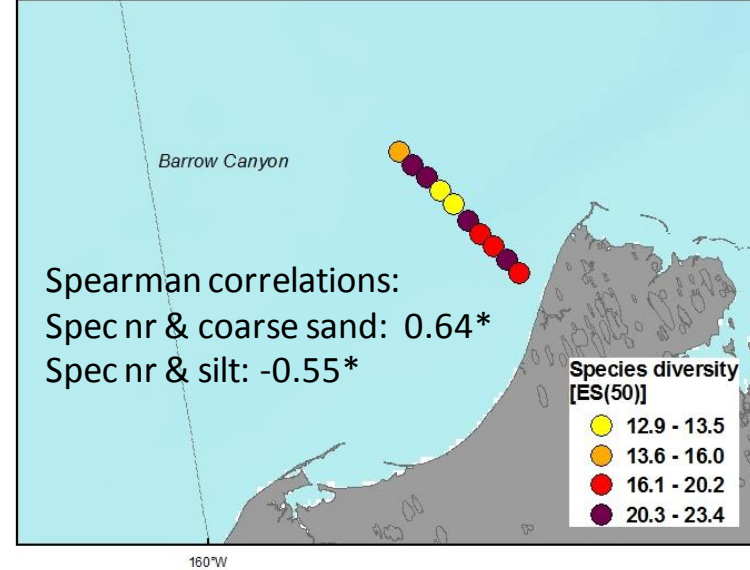 Barrow Canyon
Spearman correlations:
Spec nr & coarse sand: 0.64*
Spec nr & silt: -0.55*
Species diversity
[ES(50)]
12.9 - 13.5
13.6 - 16.0
16.1 - 20.2
20.3 - 23.4
160°W